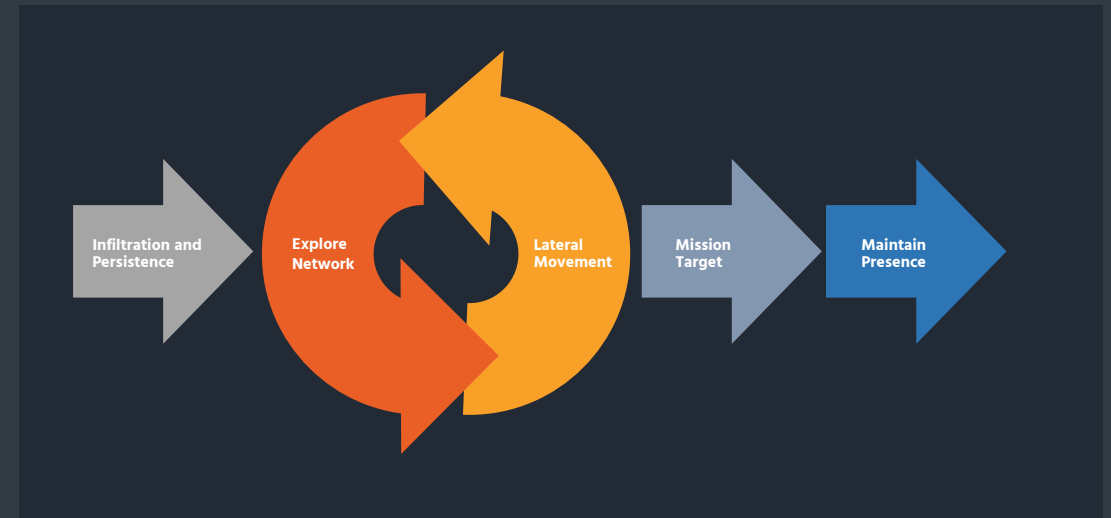 Infiltration and
Persistence
Explore
Network
Lateral
Movement
Mission
Target
Maintain
Presence